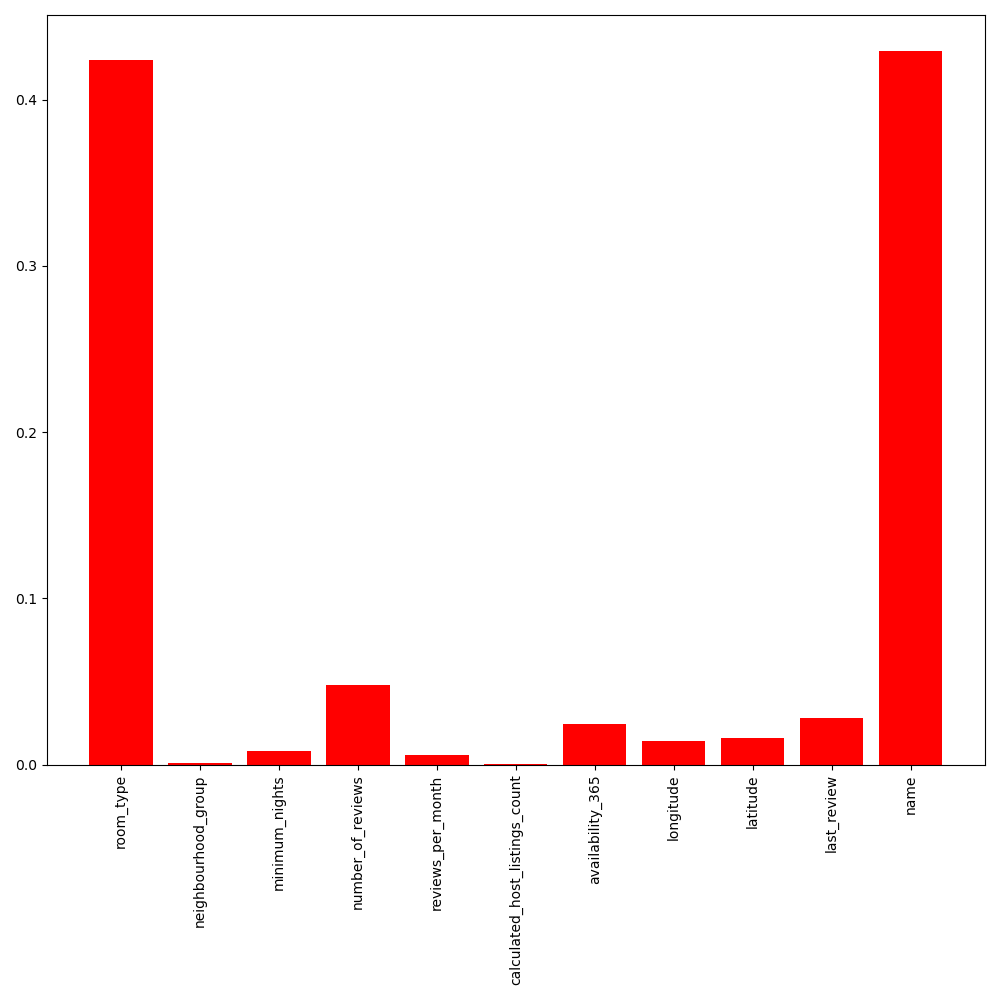 0.4
0.3
0.2
0.1
0.0
room_type
neighbourhood_group
minimum_nights
number_of_reviews
reviews_per_month
calculated_host_listings_count
availability_365
longitude
latitude
last_review
name